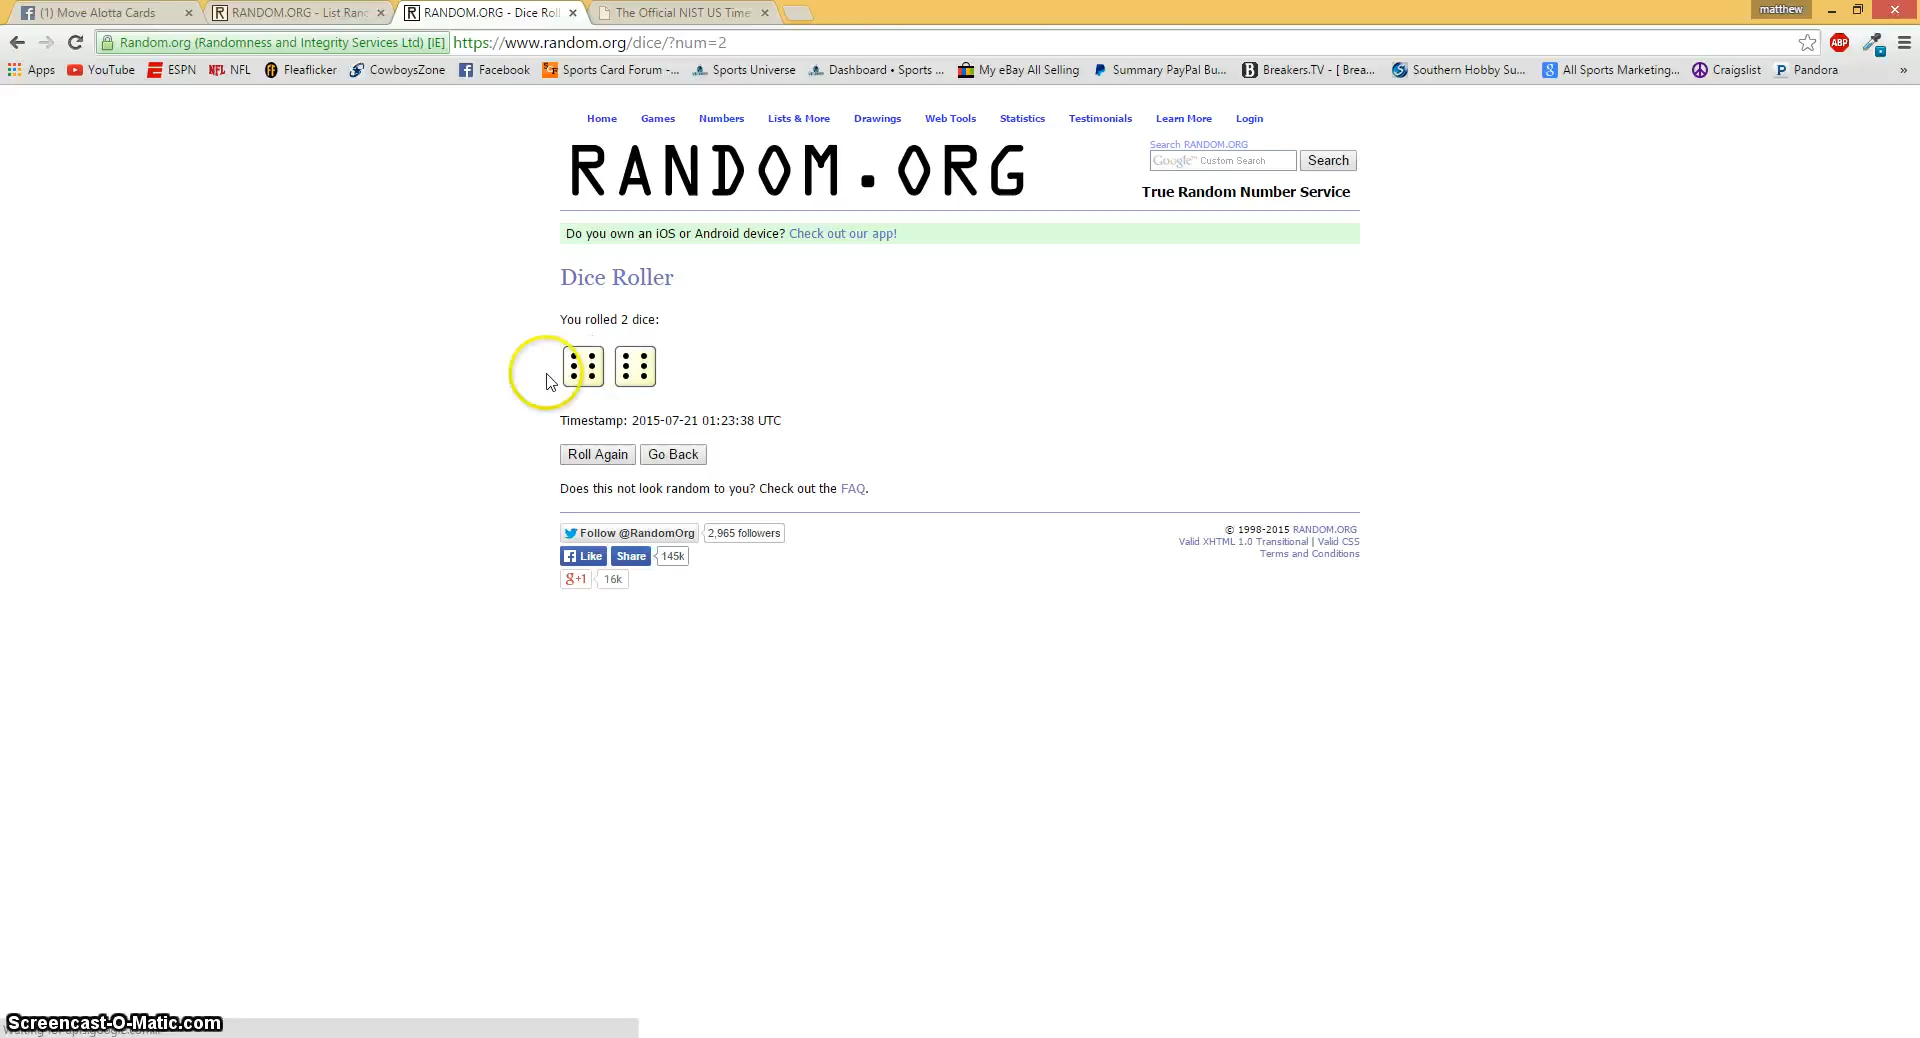 (1) Move Alotta Cards
RANDOM.ORG - List Ranc
RANDOM.ORG - Dice Rol
The Official NIST US Time
matthew
Random.org (Randomness and Integrity Services Ltd) [IE]
https://www.random.org/dice/?num=2
ABP
Apps
YouTube
ESPN
NFL
Fleaflicker
CowboysZone
Facebook
Sports Card Forum -...
Sports Universe
Dashboard • Sports ...
My eBay All Selling
Summary PayPal Bu...
Breakers.TV - [ Brea...
Southern Hobby Su...
All Sports Marketing...
Craigslist
Pandora
»
Home
Games
Numbers
Lists & More
Drawings
Web Tools
Statistics
Testimonials
Learn More
Login
RANDOM.ORG
Search RANDOM.ORG
Google™ Custom Search
Search
True Random Number Service
Do you own an iOS or Android device? Check out our app!
Dice Roller
You rolled 2 dice:
Timestamp: 2015-07-21 01:23:38 UTC
Roll Again
Go Back
Does this not look random to you? Check out the FAQ.
Follow @RandomOrg
2,965 followers
Like
Share
145k
g+1
16k
© 1998-2015 RANDOM.ORG
Valid XHTML 1.0 Transitional | Valid CSS
Terms and Conditions
Screencast-O-Matic.com